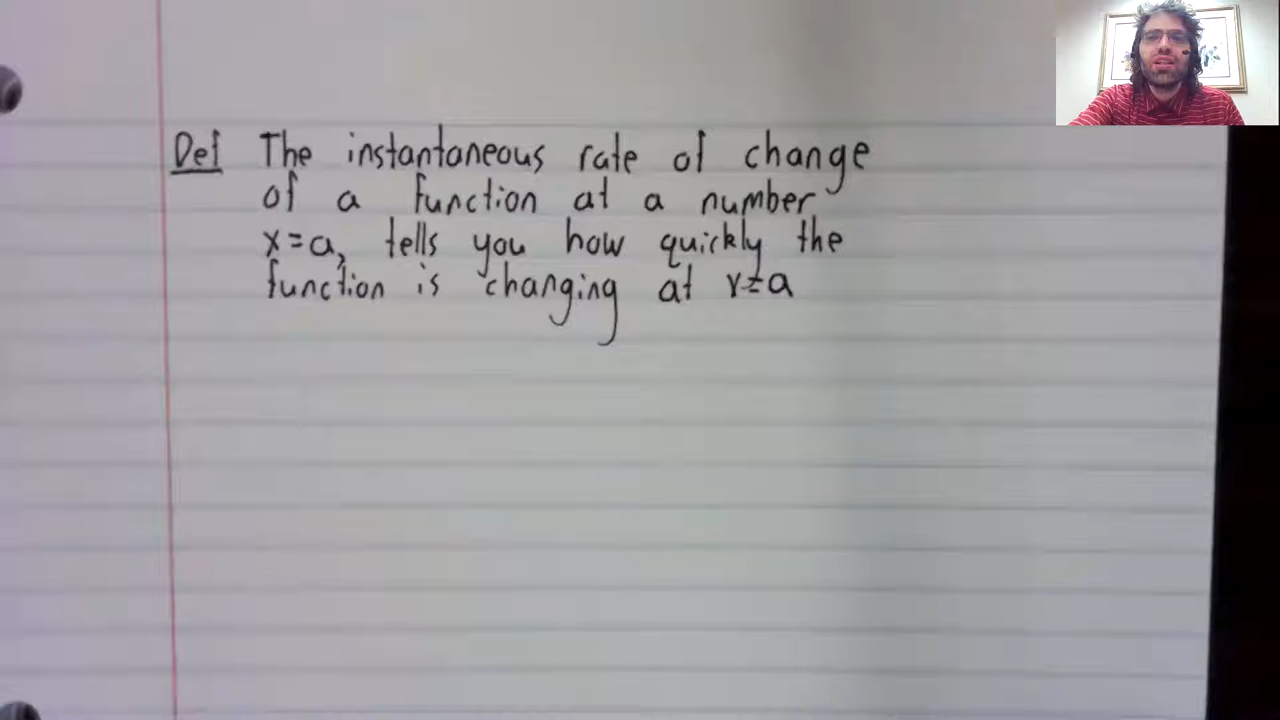 Def The instantaneous rate of change
of a function at a number
x=a, tells you how quickly the
function is changing at x=a